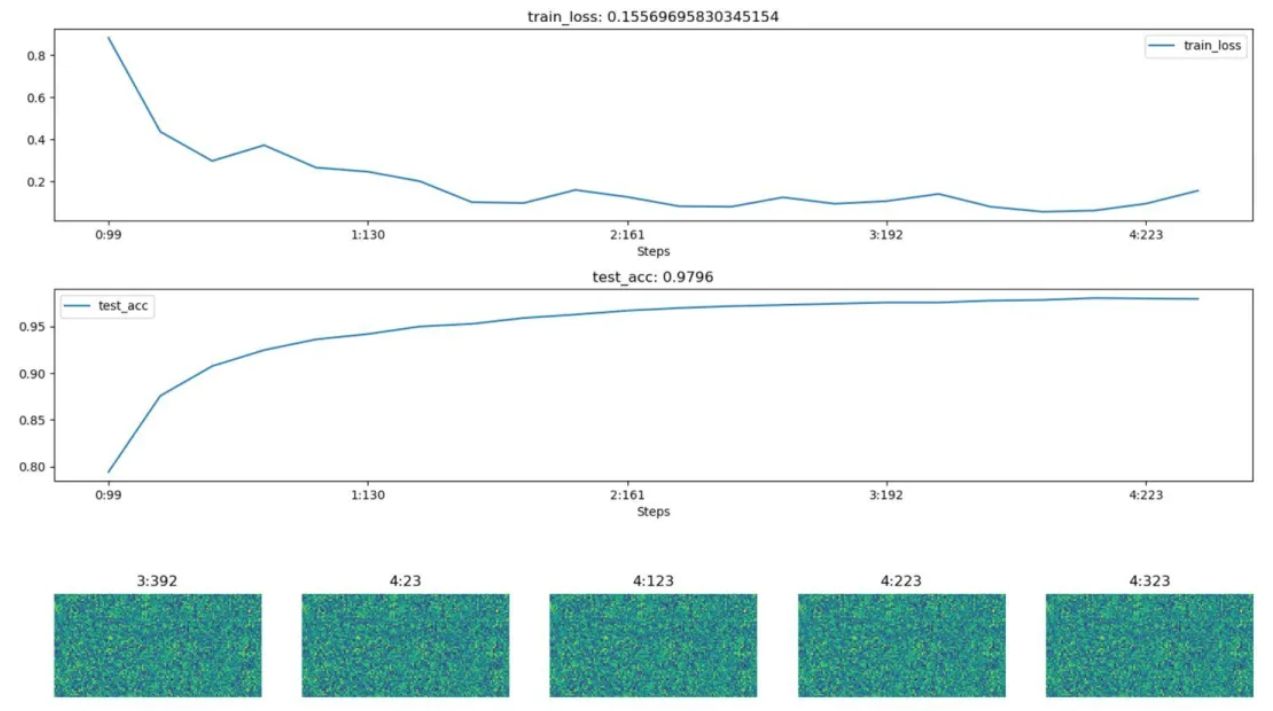 train_loss: 0.15569695830345154
train_loss
0.8
0.6
0.4
0.2
0:99 1:130 2:161 3:192 4:223
Steps
test_acc: 0.9796
test_acc
0.95
0.90
0.85
0.80
0:99 1:130 2:161 3:192 4:223
Steps
3:392 4:23 4:123 4:223 4:323